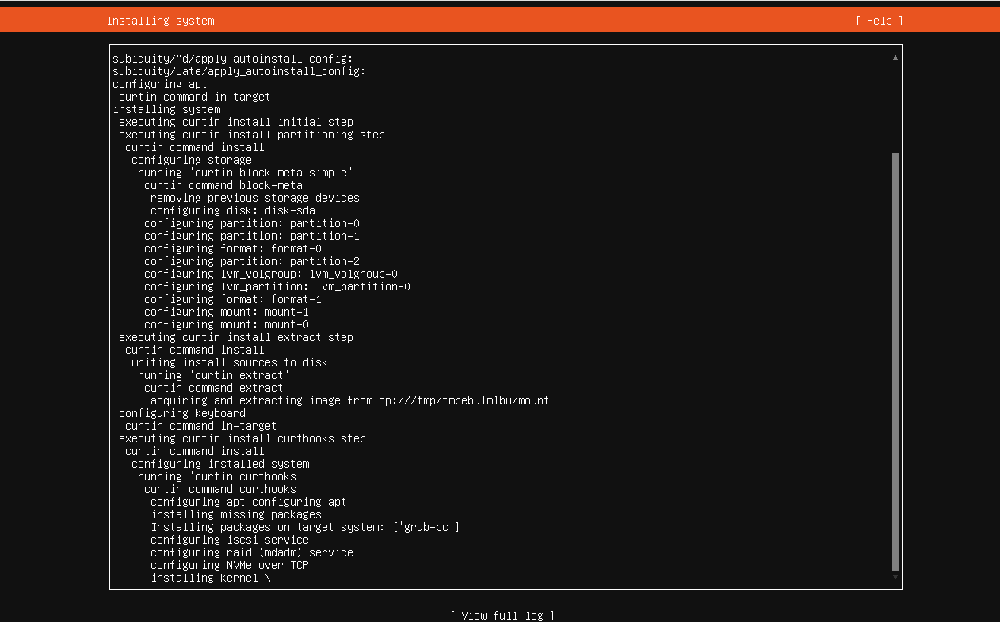 Installing system
[ Help ]
subiquity/Ad/apply_autoinstall_config:
subiquity/Late/apply_autoinstall_config:
configuring apt
curtin command in-target
installing system
executing curtin install initial step
executing curtin install partitioning step
curtin command install
configuring storage
running 'curtin block-meta simple'
curtin command block-meta
removing previous storage devices
configuring disk: disk-sda
configuring partition: partition-0
configuring partition: partition-1
configuring format: format-0
configuring partition: partition-2
configuring lvm_volgroup: lvm_volgroup-0
configuring lvm_partition: lvm_partition-0
configuring format: format-1
configuring mount: mount-1
configuring mount: mount-0
executing curtin install extract step
curtin command install
writing install sources to disk
running 'curtin extract'
curtin command extract
acquiring and extracting image from cp:///tmp/tmpebulmlbu/mount
configuring keyboard
curtin command in-target
executing curtin install curthooks step
curtin command install
configuring installed system
running 'curtin curthooks'
curtin command curthooks
configuring apt configuring apt
installing missing packages
Installing packages on target system: ['grub-pc']
configuring iscsi service
configuring raid (mdadm) service
configuring NVMe over TCP
installing kernel \
[ View full log ]